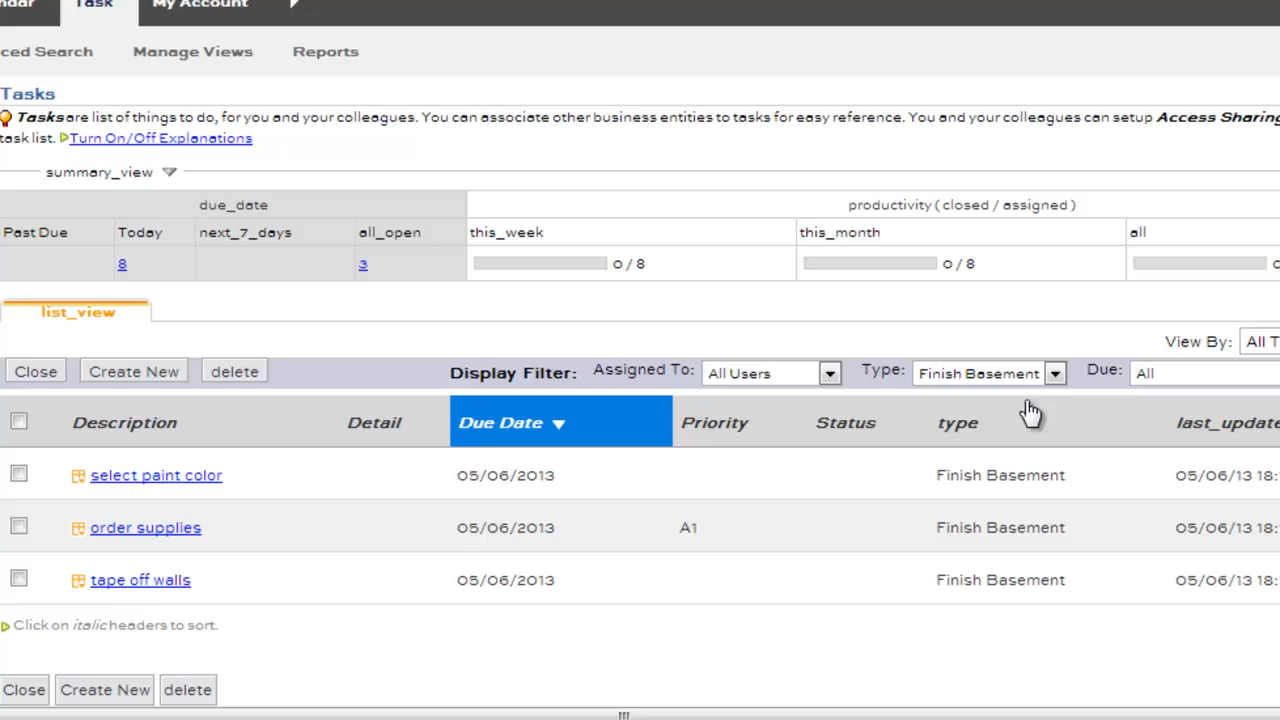 Task My Account
ced Search Manage Views Reports
Tasks
Tasks are list of things to do, for you and your colleagues. You can associate other business entities to tasks for easy reference. You and your colleagues can setup Access Sharing
task list. Turn On/Off Explanations
summary_view
due_date productivity ( closed / assigned )
Past Due Today next_7_days all_open this_week this_month all
8 3 0 / 8 0 / 8 0
list_view
View By: All T
Close Create New delete Display Filter: Assigned To: All Users Type: Finish Basement Due: All
Description Detail Due Date Priority Status type last_update
select paint color 05/06/2013 Finish Basement 05/06/13 18:
order supplies 05/06/2013 A1 Finish Basement 05/06/13 18:
tape off walls 05/06/2013 Finish Basement 05/06/13 18:
Click on italic headers to sort.
Close Create New delete